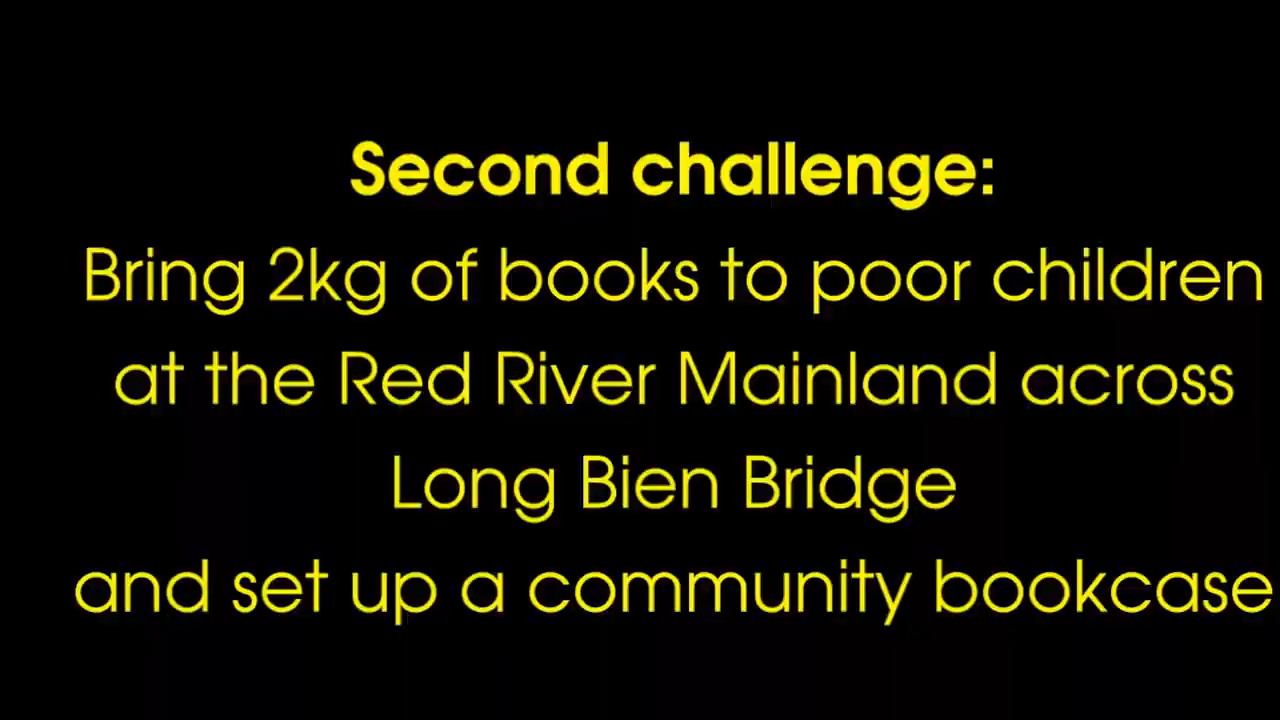 Second challenge:
Bring 2kg of books to poor children
at the Red River Mainland across
Long Bien Bridge
and set up a community bookcase